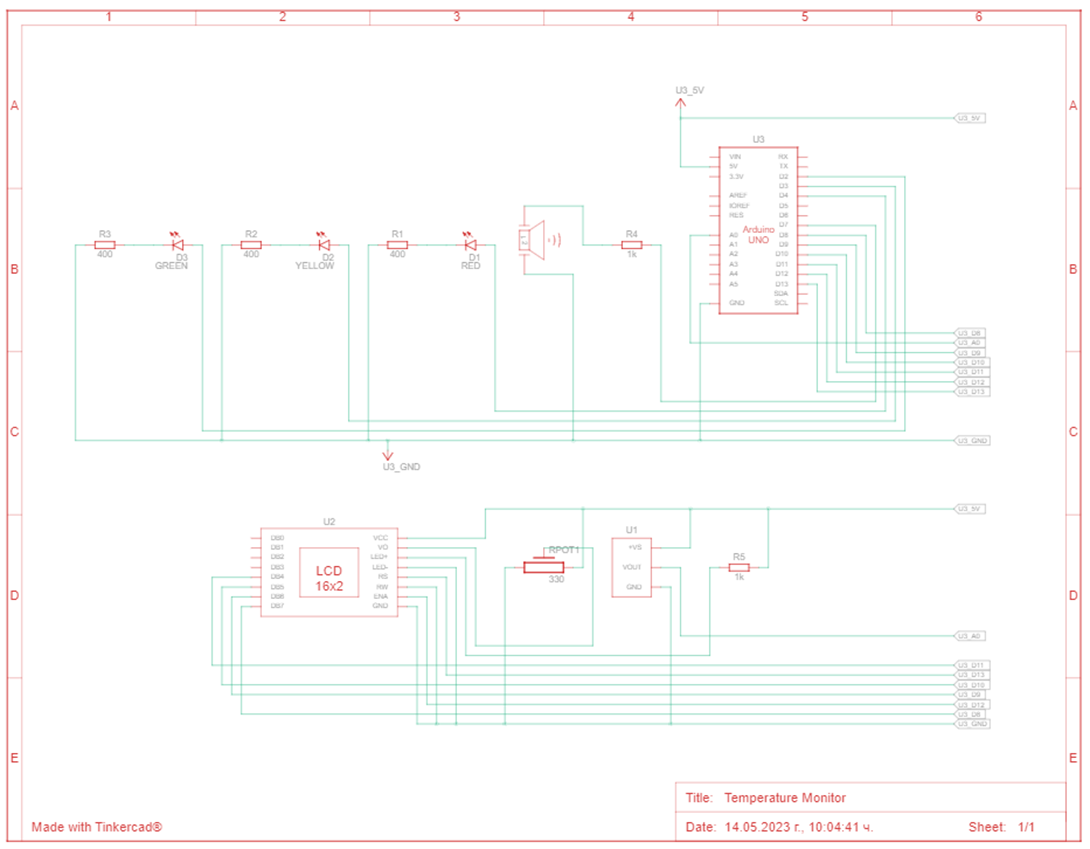 1 2 3 4 5 6
A A
U3_5V
U3_5V
U3
VIN RX
5V TX
3.3V D2
D3
AREF D4
IOREF D5
RES D6
D7
Arduino
UNO
A0 D8
A1 D9
A2 D10
A3 D11
A4 D12
A5 D13
SDA
GND SCL
B B
R3
400
D3
GREEN
R2
400
D2
YELLOW
R1
400
D1
RED
R4
1k
U3_D8
U3_A0
U3_D9
U3_D10
U3_D11
U3_D12
U3_D13
C C
U3_GND
U3_GND
U3_5V
U2
DB0 VCC
DB1 VO
DB2 LED+
DB3 LED-
DB4 RS
DB5 RW
DB6 ENA
DB7 GND
LCD
16x2
RPOT1
330
U1
+VS
VOUT
GND
R5
1k
D D
U3_A0
U3_D11
U3_D13
U3_D10
U3_D9
U3_D12
U3_D8
U3_GND
E E
Title: Temperature Monitor
Made with Tinkercad®
Date: 14.05.2023 г., 10:04:41 ч. Sheet: 1/1